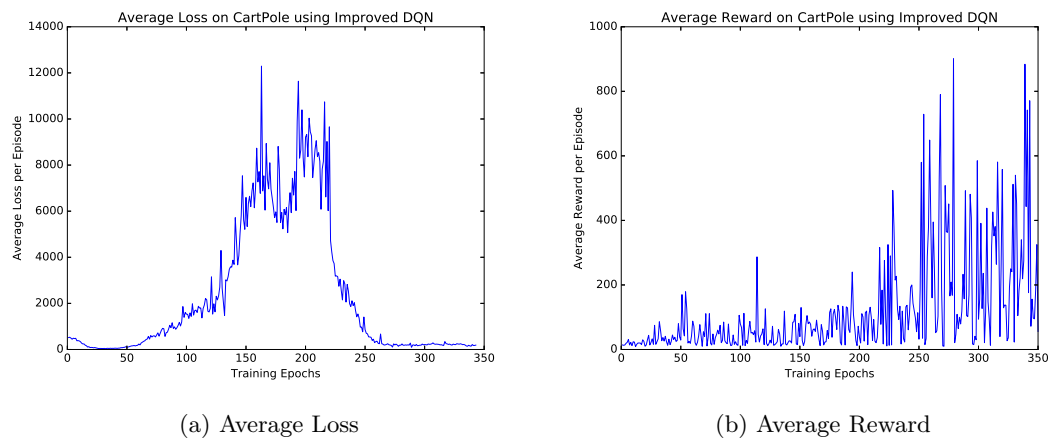 Average Loss on CartPole using Improved DQN
14000
12000
10000
8000
6000
4000
2000
0
Average Loss per Episode
0 50 100 150 200 250 300 350
Training Epochs
(a) Average Loss
Average Reward on CartPole using Improved DQN
1000
800
600
400
200
0
Average Reward per Episode
0 50 100 150 200 250 300 350
Training Epochs
(b) Average Reward